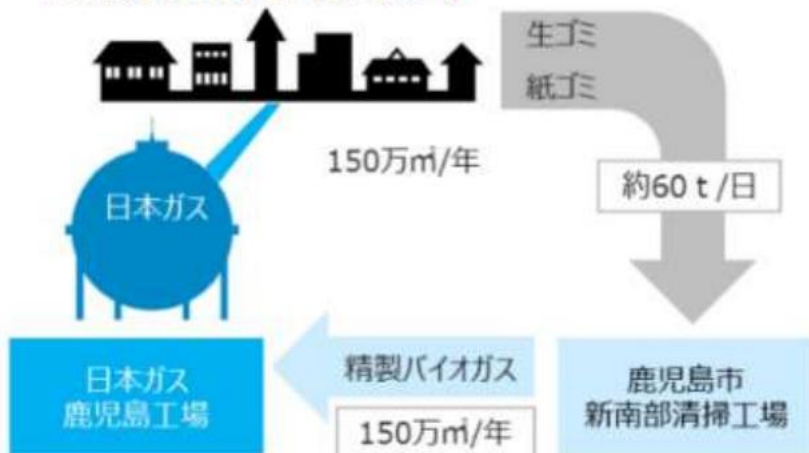 生ゴミ
紙ゴミ
150万㎥/年
約60ｔ/日
日本ガス
日本ガス
鹿児島工場
精製バイオガス
150万㎥/年
鹿児島市
新南部清掃工場